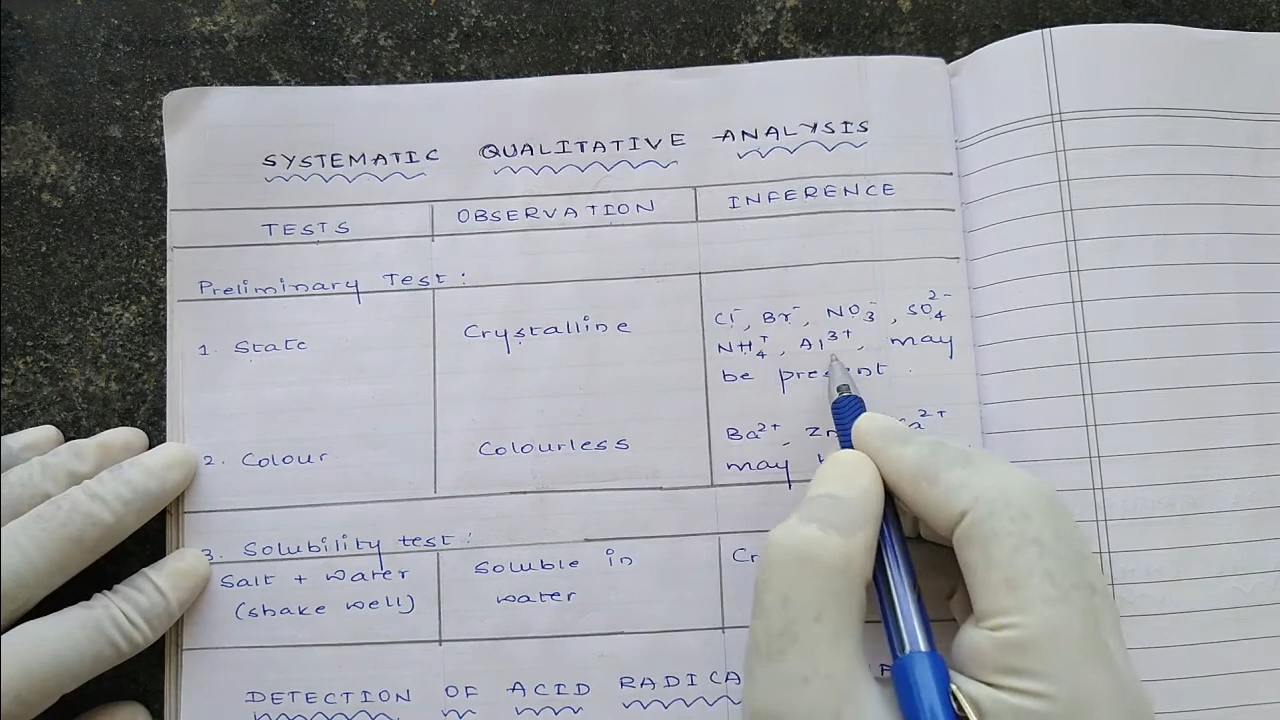 SYSTEMATIC QUALITATIVE ANALYSIS
TESTS OBSERVATION INFERENCE
Preliminary Test :
1. State Crystalline Cl⁻, Br⁻, NO₃⁻, SO₄²⁻
NH₄⁺, Al³⁺, may
be present.
2. Colour Colourless Ba²⁺,
may
3. Solubility test :
Salt + water Soluble in
(shake well) water
DETECTION OF ACID